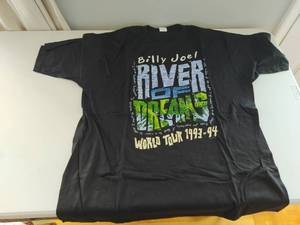 Billy Joel
RIVER
OF
DREAMS
WORLD TOUR 1993-94